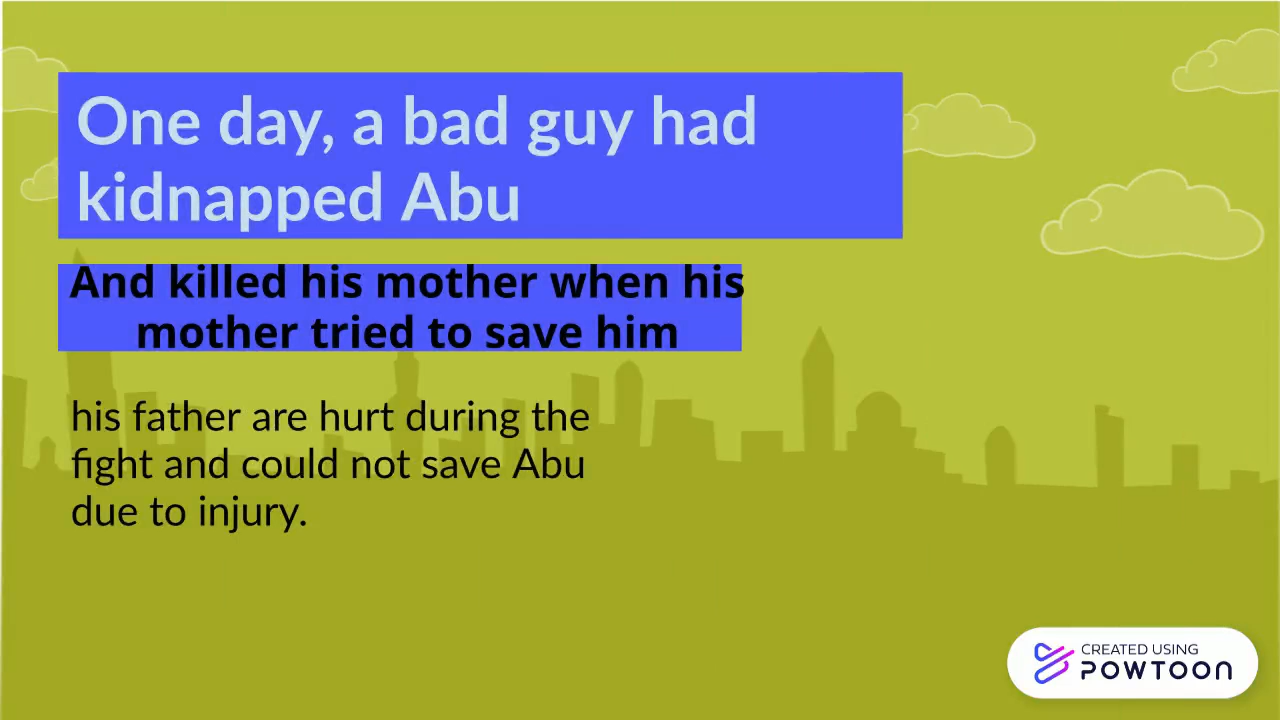 One day, a bad guy had
kidnapped Abu
And killed his mother when his
mother tried to save him
his father are hurt during the
fight and could not save Abu
due to injury.
CREATED USING
POWTOON